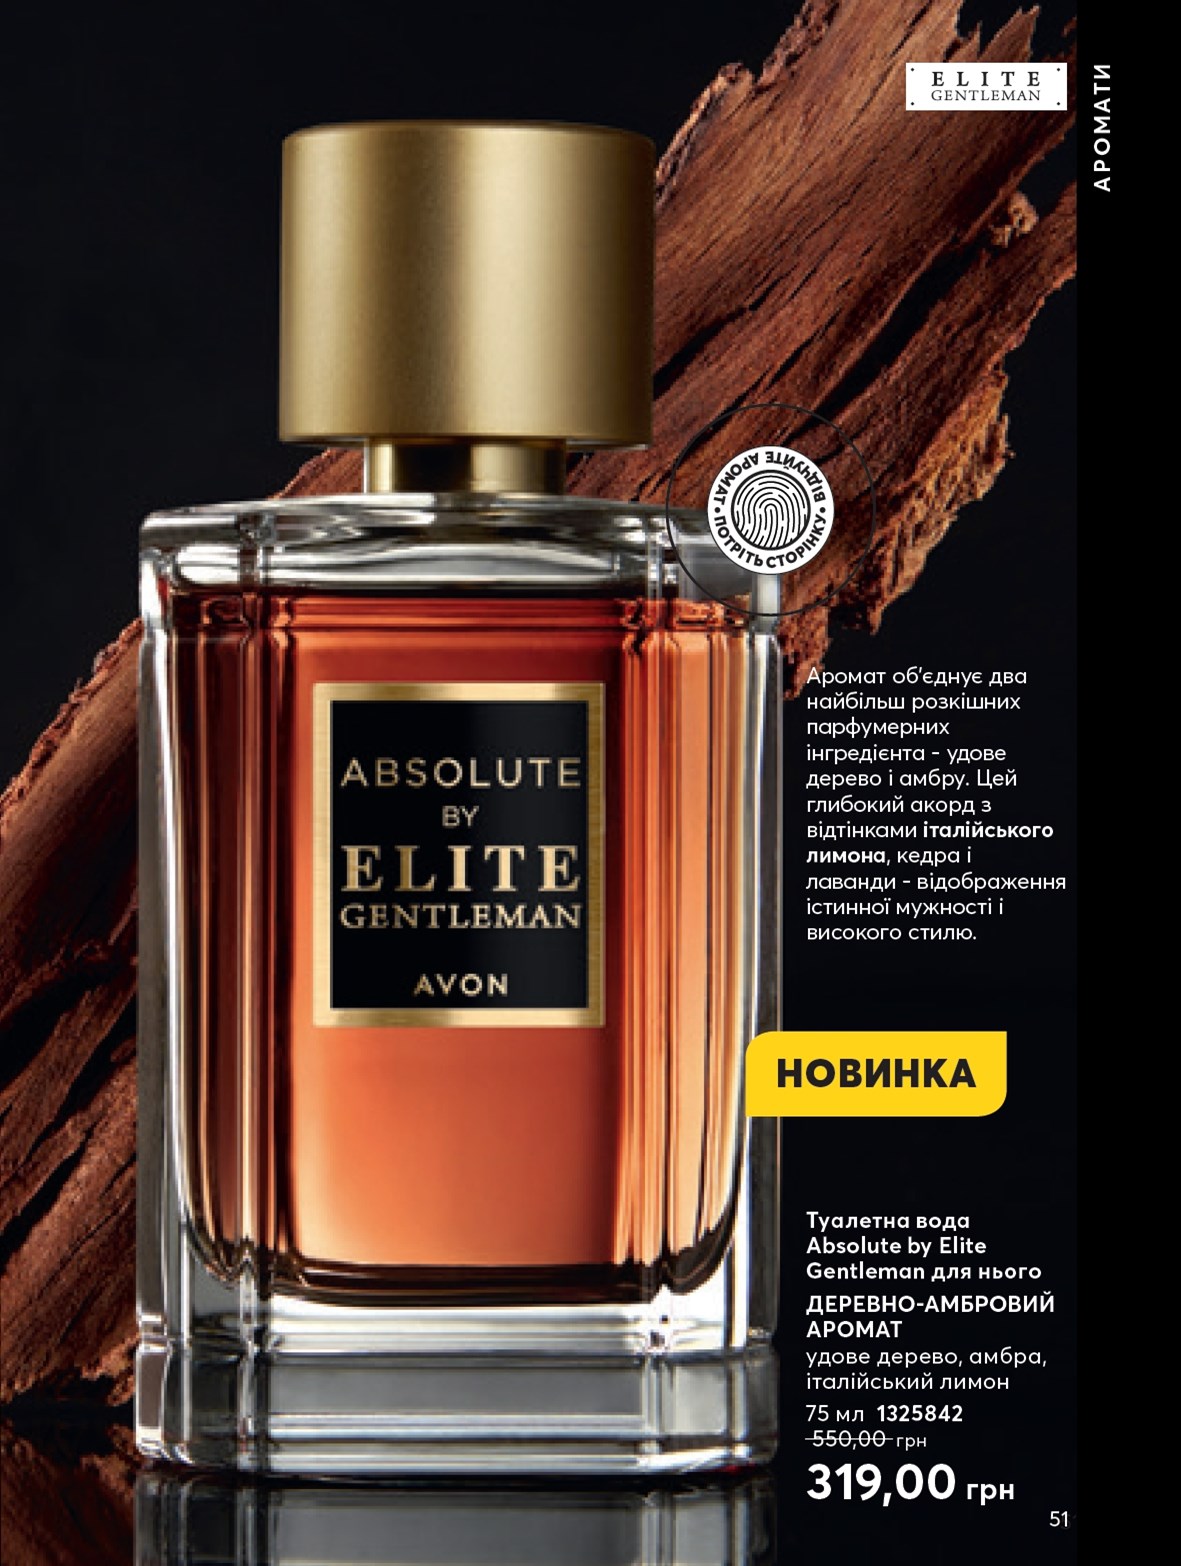 ELITE
GENTLEMAN
АРОМАТИ
ВІДЧУЙТЕ АРОМАТ • ПОТРІТЬ СТОРІНКУ •
Аромат об’єднує два
найбільш розкішних
парфумерних
інгредієнта - удове
дерево і амбру. Цей
глибокий акорд з
відтінками італійського
лимона, кедра і
лаванди - відображення
істинної мужності і
високого стилю.
ABSOLUTE
BY
ELITE
GENTLEMAN
AVON
НОВИНКА
Туалетна вода
Absolute by Elite
Gentleman для нього
ДЕРЕВНО-АМБРОВИЙ
АРОМАТ
удове дерево, амбра,
італійський лимон
75 мл 1325842
550,00 грн
319,00 грн
51